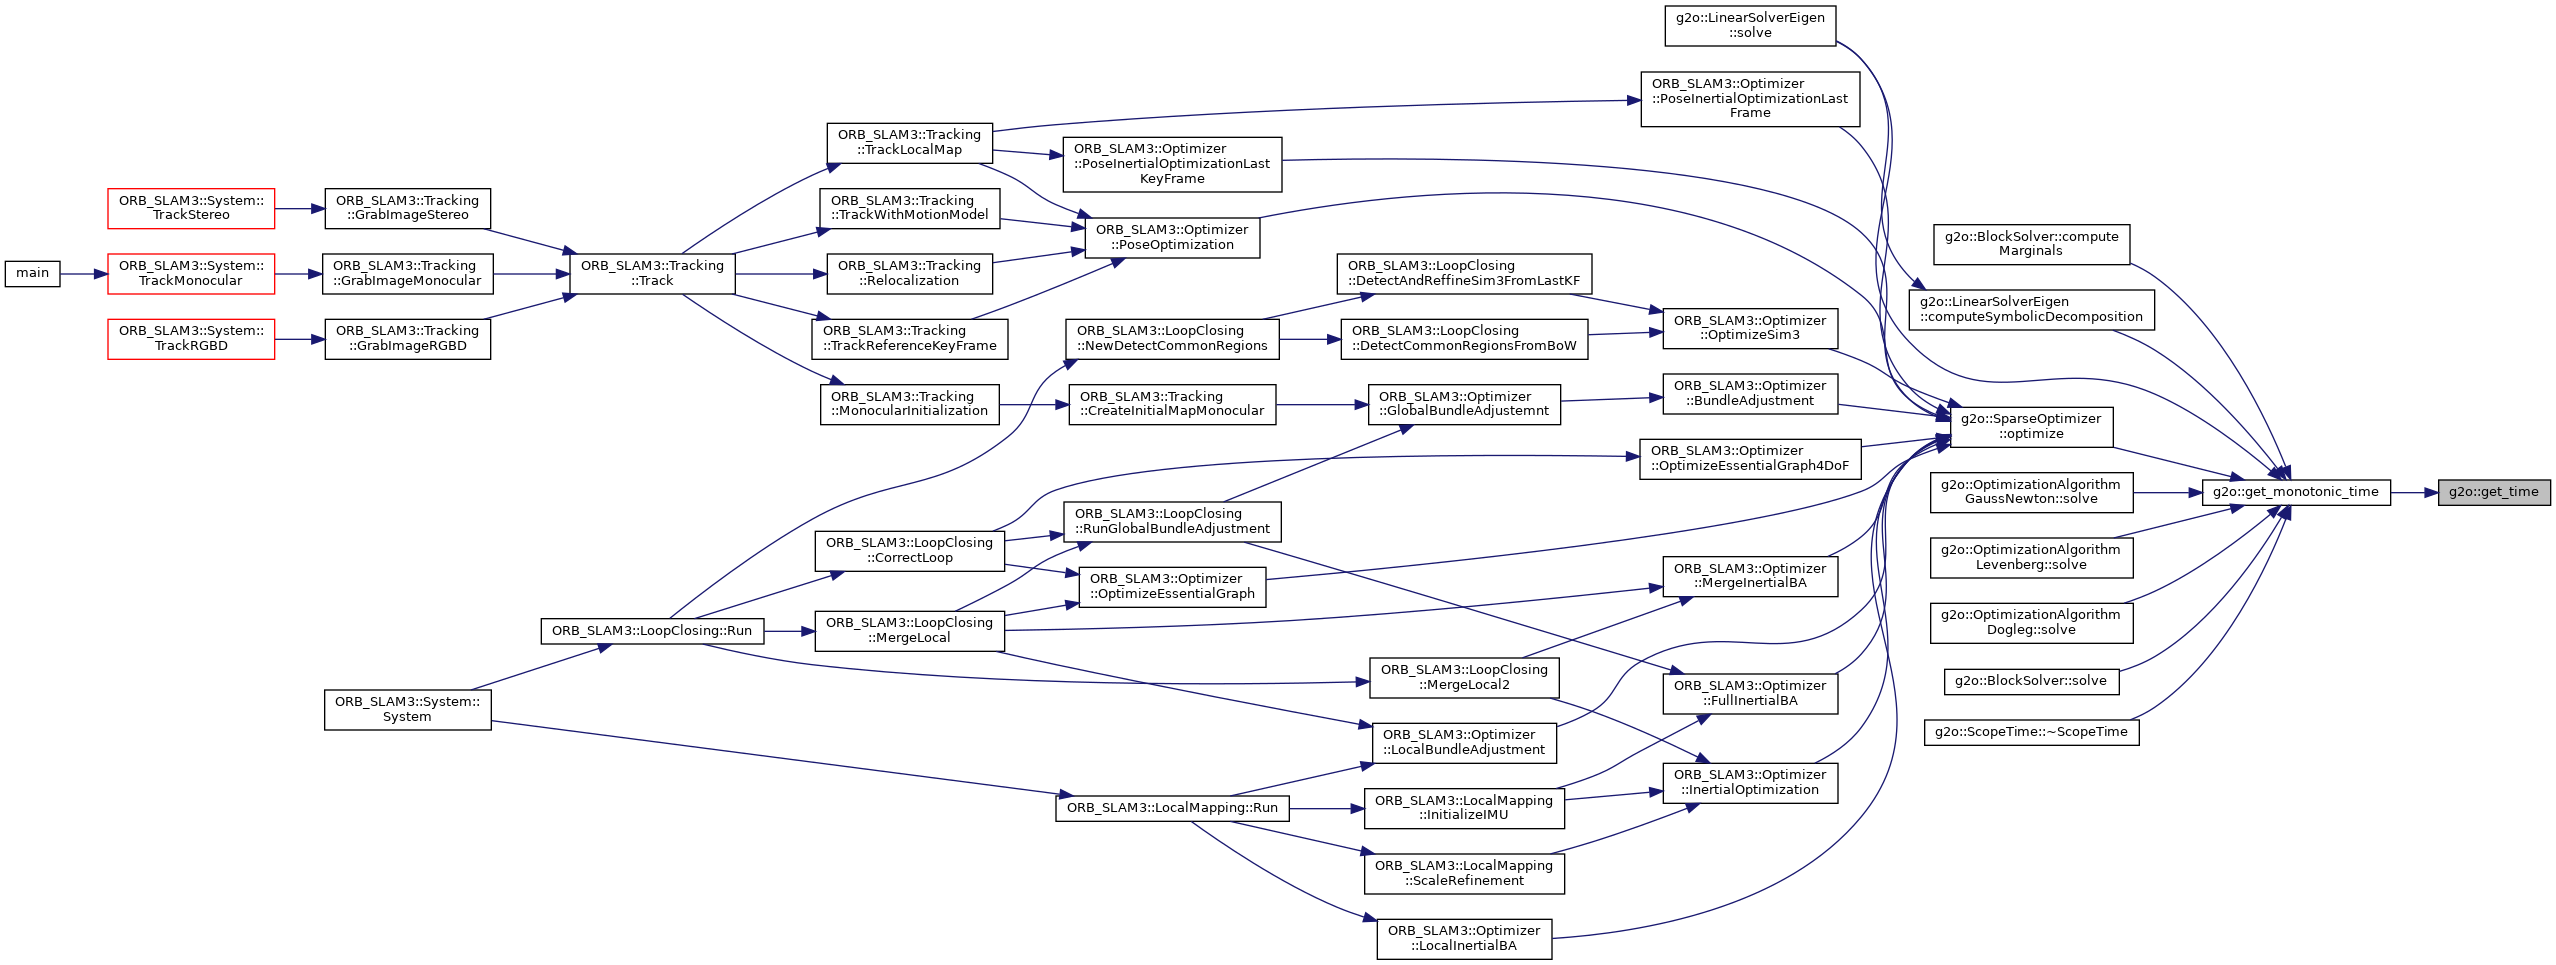 main
ORB_SLAM3::System::
TrackStereo
ORB_SLAM3::System::
TrackMonocular
ORB_SLAM3::System::
TrackRGBD
ORB_SLAM3::Tracking
::GrabImageStereo
ORB_SLAM3::Tracking
::GrabImageMonocular
ORB_SLAM3::Tracking
::GrabImageRGBD
ORB_SLAM3::System::
System
ORB_SLAM3::Tracking
::Track
ORB_SLAM3::LoopClosing::Run
ORB_SLAM3::Tracking
::TrackLocalMap
ORB_SLAM3::Tracking
::TrackWithMotionModel
ORB_SLAM3::Tracking
::Relocalization
ORB_SLAM3::Tracking
::TrackReferenceKeyFrame
ORB_SLAM3::Tracking
::MonocularInitialization
ORB_SLAM3::LoopClosing
::CorrectLoop
ORB_SLAM3::LoopClosing
::MergeLocal
ORB_SLAM3::Optimizer
::PoseInertialOptimizationLast
KeyFrame
ORB_SLAM3::Optimizer
::PoseOptimization
ORB_SLAM3::LoopClosing
::NewDetectCommonRegions
ORB_SLAM3::Tracking
::CreateInitialMapMonocular
ORB_SLAM3::LoopClosing
::RunGlobalBundleAdjustment
ORB_SLAM3::Optimizer
::OptimizeEssentialGraph
ORB_SLAM3::LocalMapping::Run
ORB_SLAM3::LoopClosing
::DetectAndReffineSim3FromLastKF
ORB_SLAM3::LoopClosing
::DetectCommonRegionsFromBoW
ORB_SLAM3::Optimizer
::GlobalBundleAdjustemnt
ORB_SLAM3::LoopClosing
::MergeLocal2
ORB_SLAM3::Optimizer
::LocalBundleAdjustment
ORB_SLAM3::LocalMapping
::InitializeIMU
ORB_SLAM3::LocalMapping
::ScaleRefinement
ORB_SLAM3::Optimizer
::LocalInertialBA
g2o::LinearSolverEigen
::solve
ORB_SLAM3::Optimizer
::PoseInertialOptimizationLast
Frame
ORB_SLAM3::Optimizer
::OptimizeSim3
ORB_SLAM3::Optimizer
::BundleAdjustment
ORB_SLAM3::Optimizer
::OptimizeEssentialGraph4DoF
ORB_SLAM3::Optimizer
::MergeInertialBA
ORB_SLAM3::Optimizer
::FullInertialBA
ORB_SLAM3::Optimizer
::InertialOptimization
g2o::BlockSolver::compute
Marginals
g2o::LinearSolverEigen
::computeSymbolicDecomposition
g2o::SparseOptimizer
::optimize
g2o::OptimizationAlgorithm
GaussNewton::solve
g2o::OptimizationAlgorithm
Levenberg::solve
g2o::OptimizationAlgorithm
Dogleg::solve
g2o::BlockSolver::solve
g2o::ScopeTime::~ScopeTime
g2o::get_monotonic_time
g2o::get_time